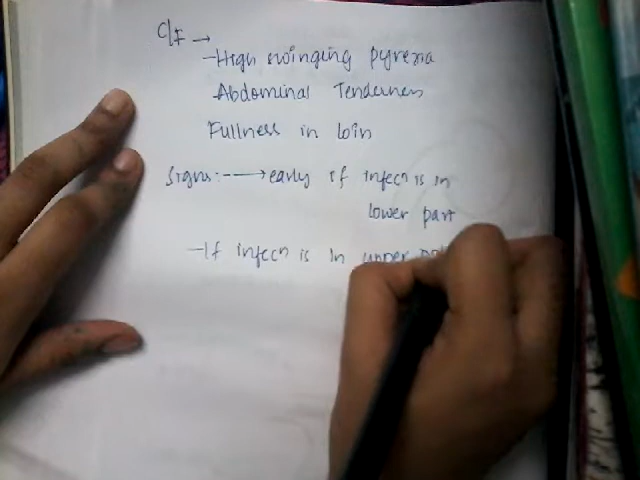 C/F →
-High swinging pyrexia
Abdominal Tenderness
Fullness in loin
Signs:-→ early if infecn is in
lower part
-If infecn is in upper